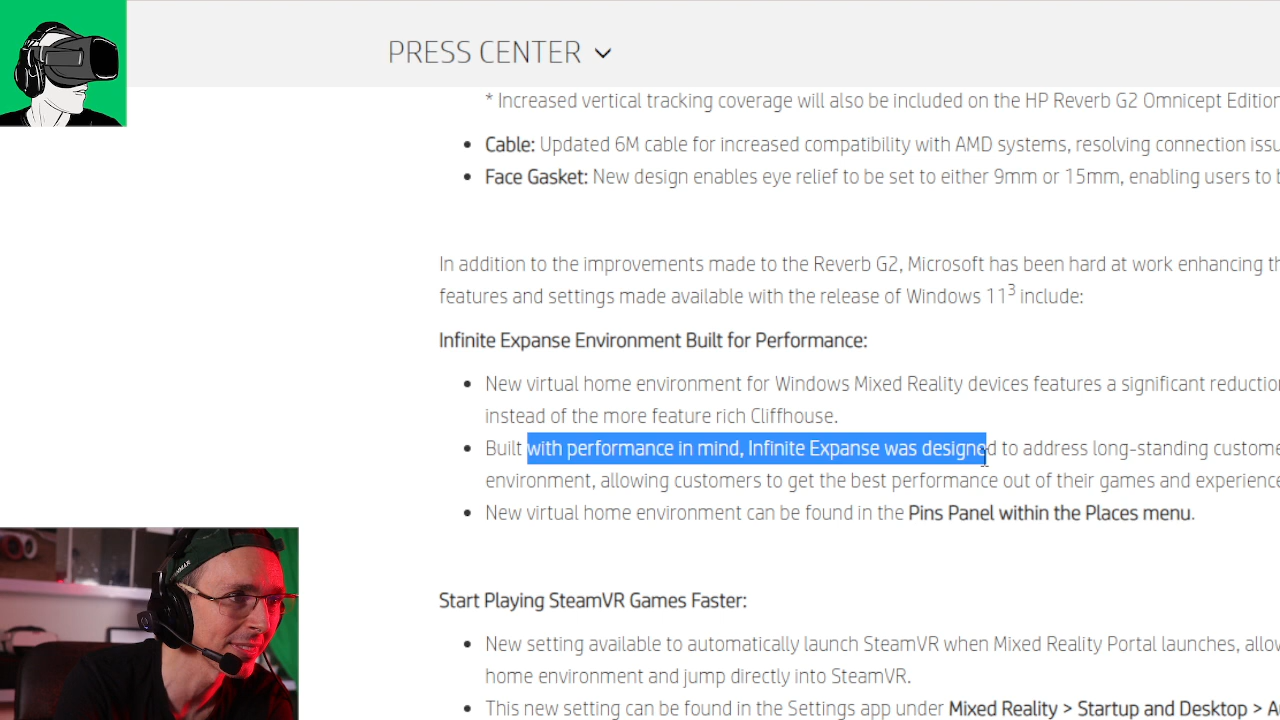 PRESS CENTER
* Increased vertical tracking coverage will also be included on the HP Reverb G2 Omnicept Edition
• Cable: Updated 6M cable for increased compatibility with AMD systems, resolving connection issu
• Face Gasket: New design enables eye relief to be set to either 9mm or 15mm, enabling users to b
In addition to the improvements made to the Reverb G2, Microsoft has been hard at work enhancing th
features and settings made available with the release of Windows 11³ include:
Infinite Expanse Environment Built for Performance:
• New virtual home environment for Windows Mixed Reality devices features a significant reductio
instead of the more feature rich Cliffhouse.
• Built with performance in mind, Infinite Expanse was designed to address long-standing custome
environment, allowing customers to get the best performance out of their games and experience
• New virtual home environment can be found in the Pins Panel within the Places menu.
Start Playing SteamVR Games Faster:
• New setting available to automatically launch SteamVR when Mixed Reality Portal launches, allow
home environment and jump directly into SteamVR.
• This new setting can be found in the Settings app under Mixed Reality > Startup and Desktop >